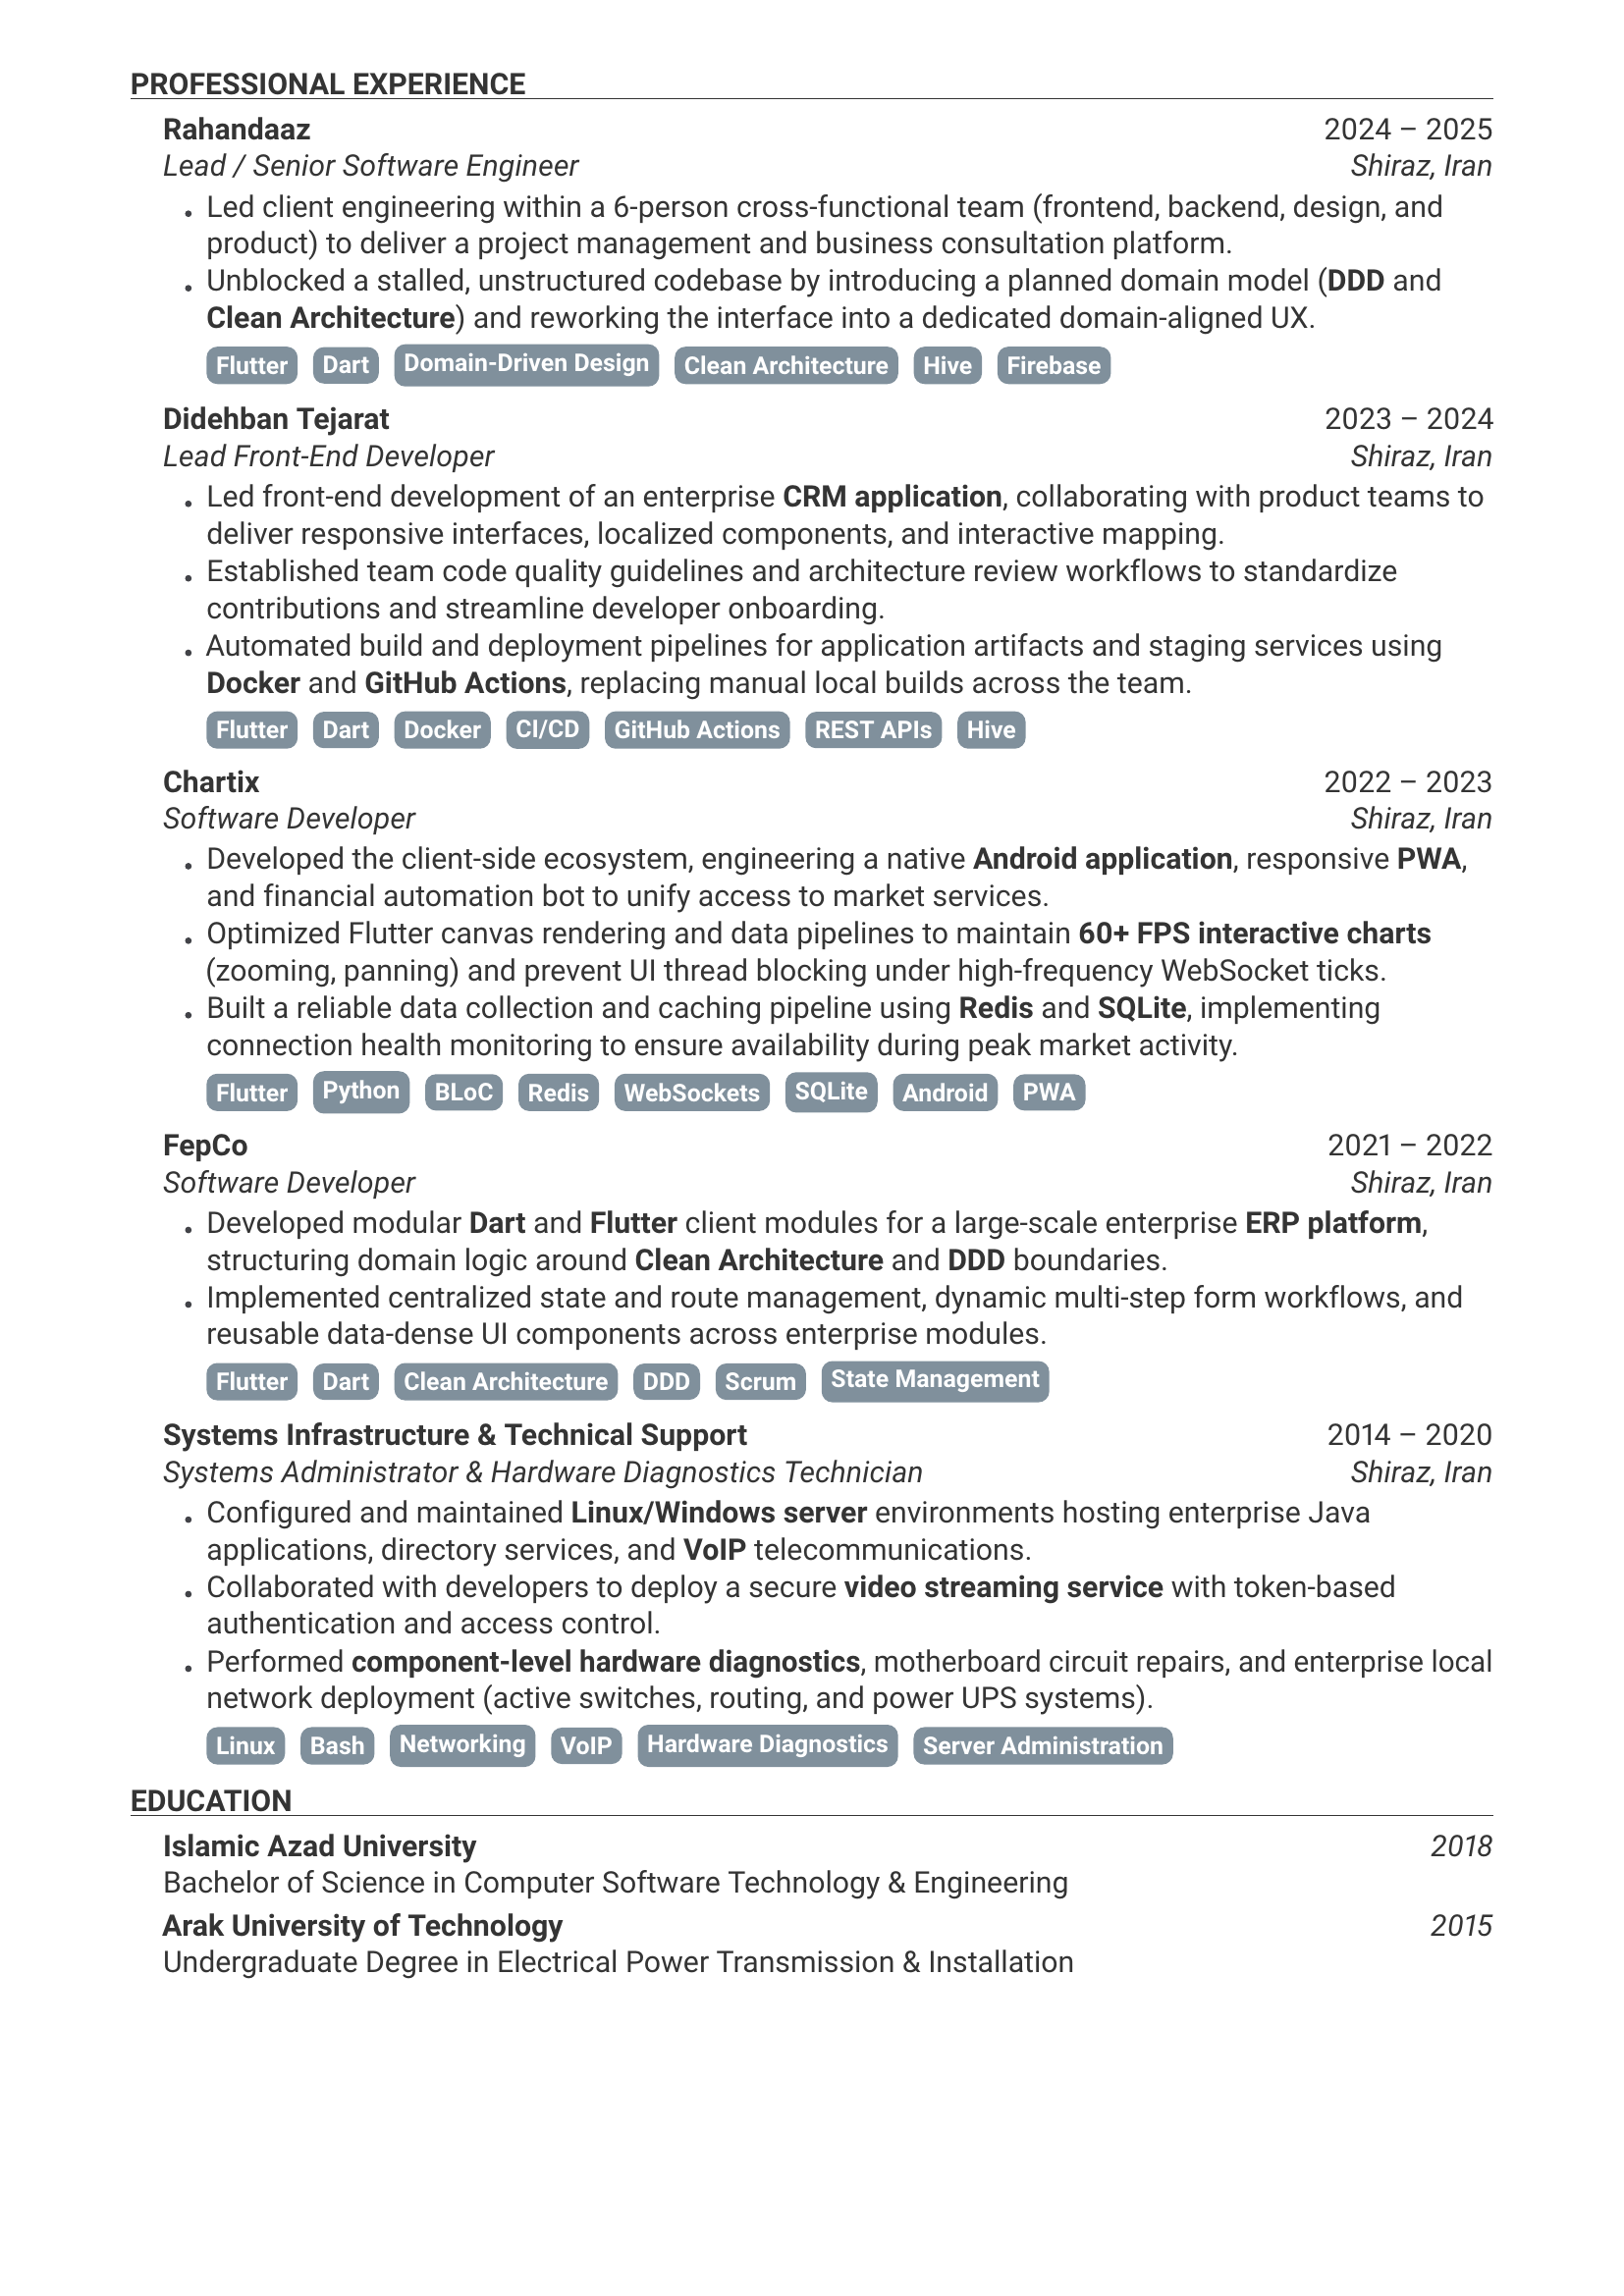 PROFESSIONAL EXPERIENCE
Rahandaaz 2024 – 2025
Lead / Senior Software Engineer Shiraz, Iran
• Led client engineering within a 6-person cross-functional team (frontend, backend, design, and
product) to deliver a project management and business consultation platform.
• Unblocked a stalled, unstructured codebase by introducing a planned domain model (DDD and
Clean Architecture) and reworking the interface into a dedicated domain-aligned UX.
Flutter Dart Domain-Driven Design Clean Architecture Hive Firebase
Didehban Tejarat 2023 – 2024
Lead Front-End Developer Shiraz, Iran
• Led front-end development of an enterprise CRM application, collaborating with product teams to
deliver responsive interfaces, localized components, and interactive mapping.
• Established team code quality guidelines and architecture review workflows to standardize
contributions and streamline developer onboarding.
• Automated build and deployment pipelines for application artifacts and staging services using
Docker and GitHub Actions, replacing manual local builds across the team.
Flutter Dart Docker CI/CD GitHub Actions REST APIs Hive
Chartix 2022 – 2023
Software Developer Shiraz, Iran
• Developed the client-side ecosystem, engineering a native Android application, responsive PWA,
and financial automation bot to unify access to market services.
• Optimized Flutter canvas rendering and data pipelines to maintain 60+ FPS interactive charts
(zooming, panning) and prevent UI thread blocking under high-frequency WebSocket ticks.
• Built a reliable data collection and caching pipeline using Redis and SQLite, implementing
connection health monitoring to ensure availability during peak market activity.
Flutter Python BLoC Redis WebSockets SQLite Android PWA
FepCo 2021 – 2022
Software Developer Shiraz, Iran
• Developed modular Dart and Flutter client modules for a large-scale enterprise ERP platform,
structuring domain logic around Clean Architecture and DDD boundaries.
• Implemented centralized state and route management, dynamic multi-step form workflows, and
reusable data-dense UI components across enterprise modules.
Flutter Dart Clean Architecture DDD Scrum State Management
Systems Infrastructure & Technical Support 2014 – 2020
Systems Administrator & Hardware Diagnostics Technician Shiraz, Iran
• Configured and maintained Linux/Windows server environments hosting enterprise Java
applications, directory services, and VoIP telecommunications.
• Collaborated with developers to deploy a secure video streaming service with token-based
authentication and access control.
• Performed component-level hardware diagnostics, motherboard circuit repairs, and enterprise local
network deployment (active switches, routing, and power UPS systems).
Linux Bash Networking VoIP Hardware Diagnostics Server Administration
EDUCATION
Islamic Azad University 2018
Bachelor of Science in Computer Software Technology & Engineering
Arak University of Technology 2015
Undergraduate Degree in Electrical Power Transmission & Installation